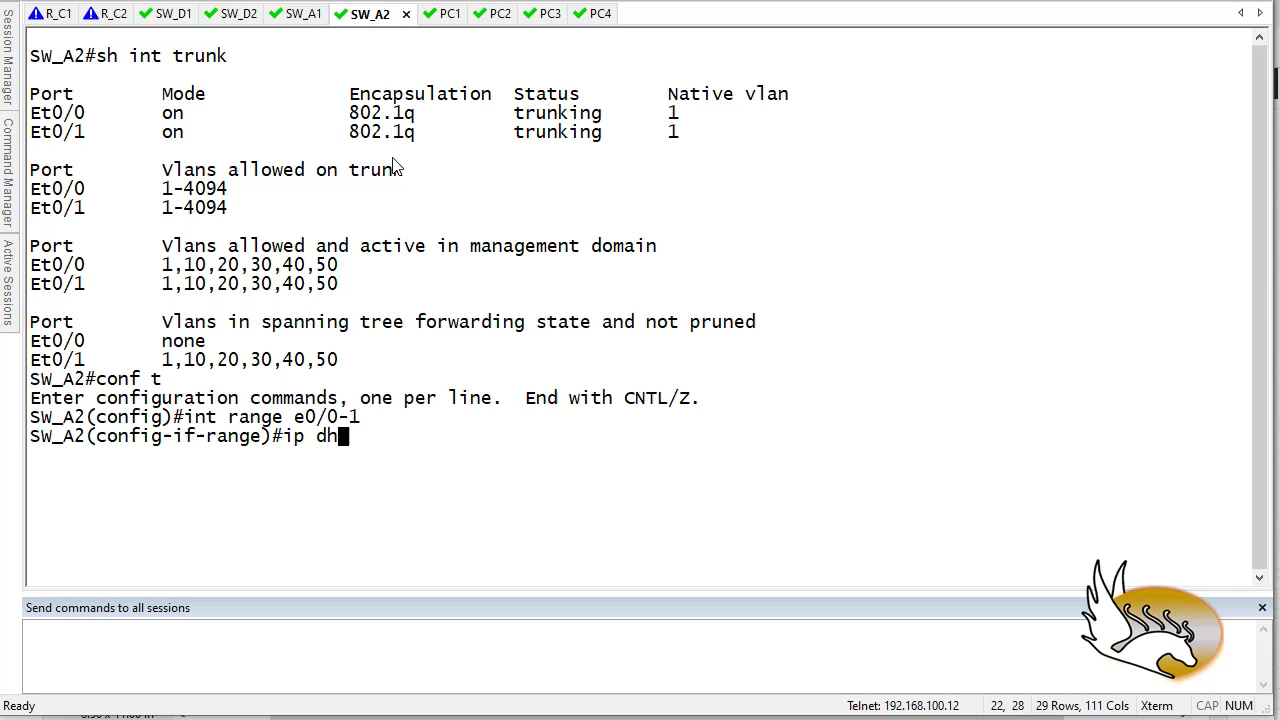 R_C1 R_C2 SW_D1 SW_D2 SW_A1 SW_A2 × PC1 PC2 PC3 PC4
Session Manager
Command Manager
Active Sessions
SW_A2#sh int trunk
Port Mode Encapsulation Status Native vlan
Et0/0 on 802.1q trunking 1
Et0/1 on 802.1q trunking 1
Port Vlans allowed on trunk
Et0/0 1-4094
Et0/1 1-4094
Port Vlans allowed and active in management domain
Et0/0 1,10,20,30,40,50
Et0/1 1,10,20,30,40,50
Port Vlans in spanning tree forwarding state and not pruned
Et0/0 none
Et0/1 1,10,20,30,40,50
SW_A2#conf t
Enter configuration commands, one per line. End with CNTL/Z.
SW_A2(config)#int range e0/0-1
SW_A2(config-if-range)#ip dh
Send commands to all sessions ×
Ready Telnet: 192.168.100.12 22, 28 29 Rows, 111 Cols Xterm CAP NUM